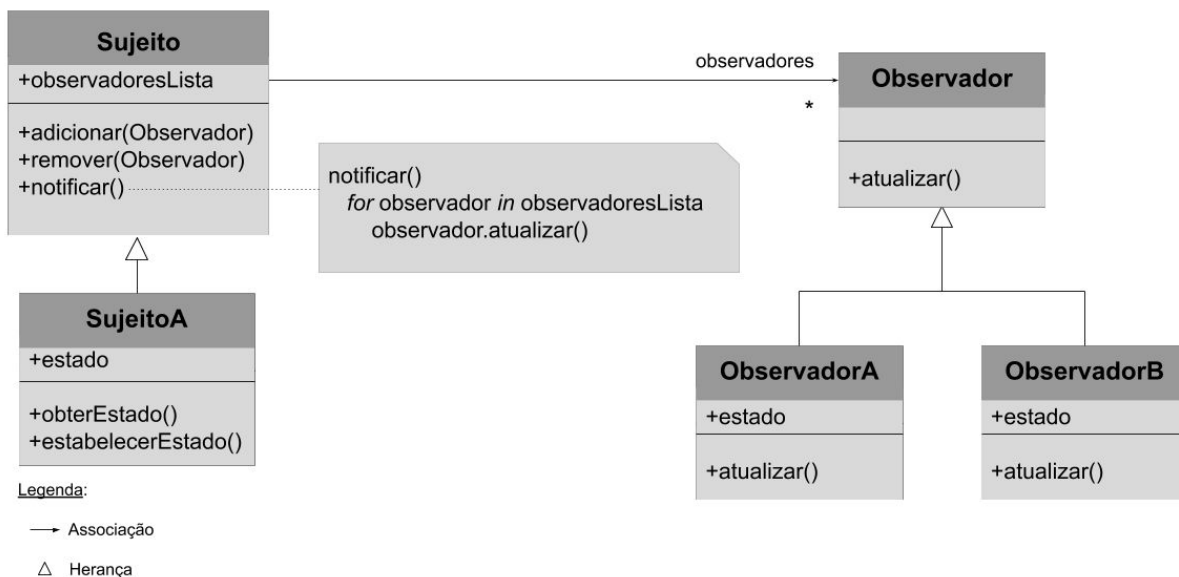 Sujeito
+observadoresLista
+adicionar(Observador)
+remover(Observador)
+notificar()
notificar()
for observador in observadoresLista
observador.atualizar()
observadores
*
Observador
+atualizar()
SujeitoA
+estado
+obterEstado()
+estabelecerEstado()
ObservadorA
+estado
+atualizar()
ObservadorB
+estado
+atualizar()
Legenda:
Associação
Herança